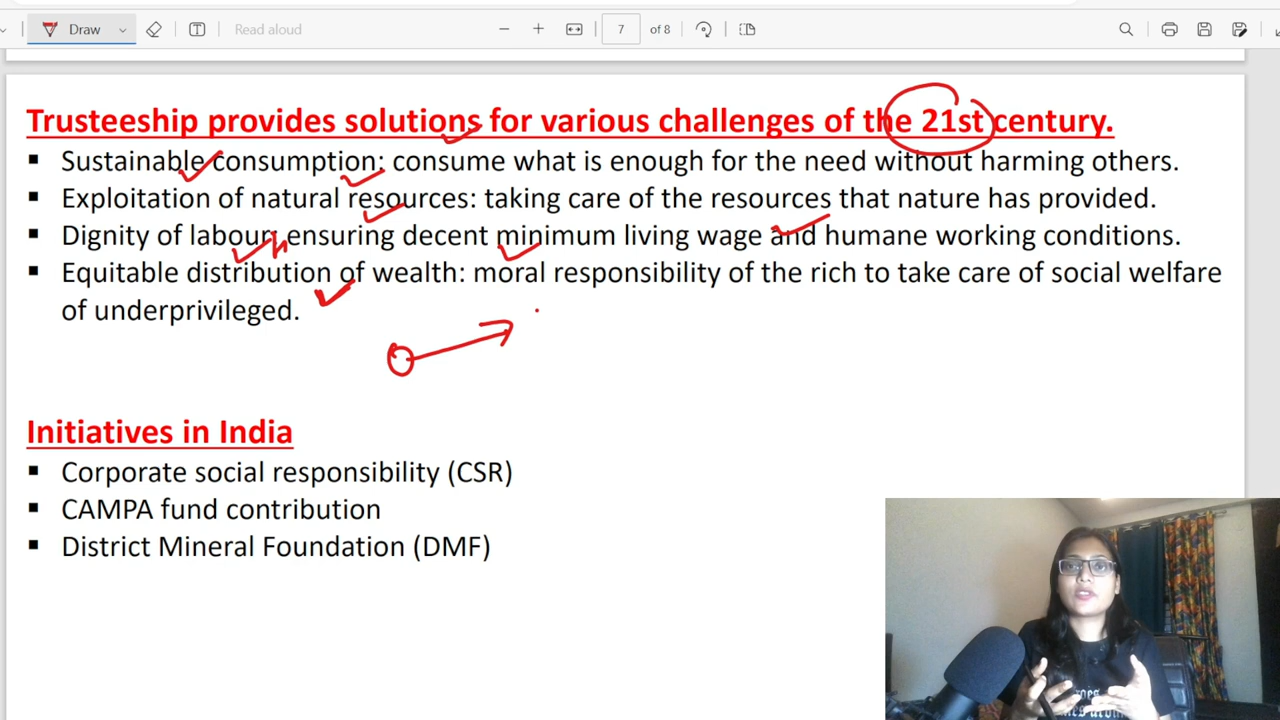 Draw
Read aloud
7 of 8
Trusteeship provides solutions for various challenges of the 21st century.
▪ Sustainable consumption: consume what is enough for the need without harming others.
▪ Exploitation of natural resources: taking care of the resources that nature has provided.
▪ Dignity of labour: ensuring decent minimum living wage and humane working conditions.
▪ Equitable distribution of wealth: moral responsibility of the rich to take care of social welfare
of underprivileged.
Initiatives in India
▪ Corporate social responsibility (CSR)
▪ CAMPA fund contribution
▪ District Mineral Foundation (DMF)